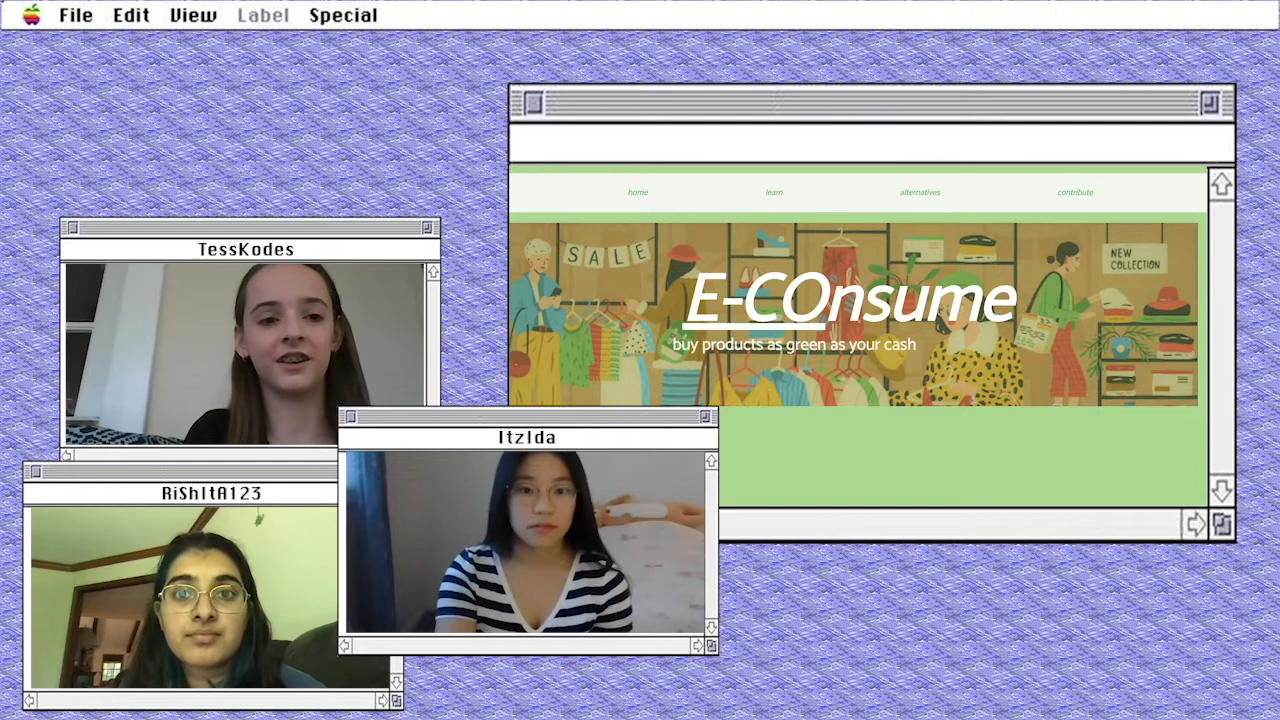 File Edit View Label Special
home learn alternatives contribute
SALE
NEW
COLLECTION
E-COnsume
buy products as green as your cash
TessKodes
ItzIda
RiShItA123